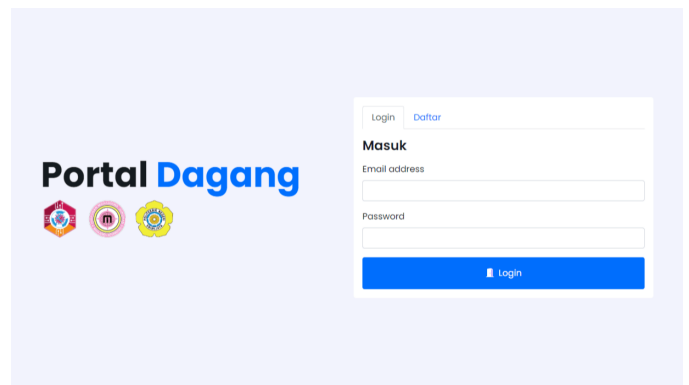 Portal Dagang
Login
Daftar
Masuk
Email address
Password
Login